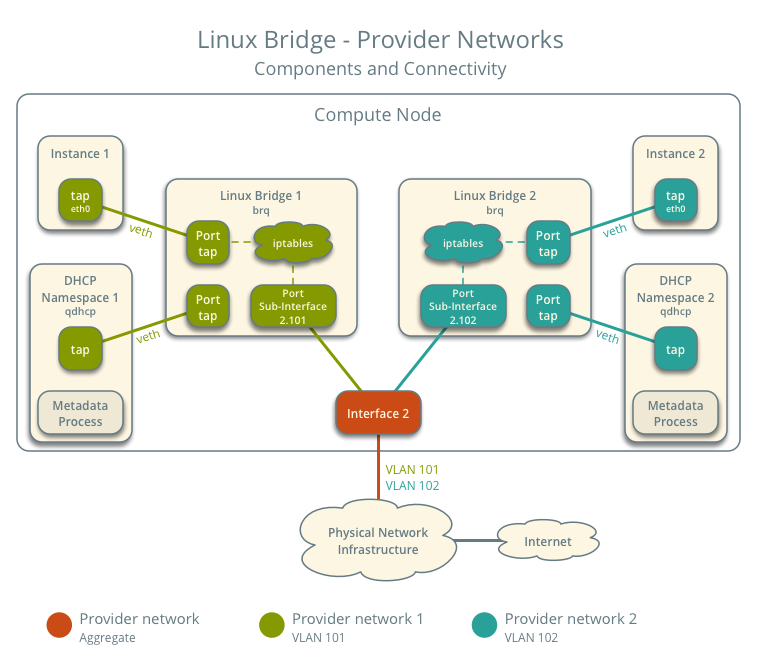 Linux Bridge - Provider Networks
Components and Connectivity
Compute Node
Instance 1
tap
eth0
veth
DHCP
Namespace 1
qdhcp
tap
veth
Metadata
Process
Linux Bridge 1
brq
Port
tap
iptables
Port
tap
Port
Sub-Interface
2.101
Linux Bridge 2
brq
iptables
Port
tap
Port
Sub-Interface
2.102
Port
tap
Instance 2
tap
eth0
veth
DHCP
Namespace 2
qdhcp
tap
veth
Metadata
Process
Interface 2
VLAN 101
VLAN 102
Physical Network
Infrastructure
Internet
Provider network
Aggregate
Provider network 1
VLAN 101
Provider network 2
VLAN 102